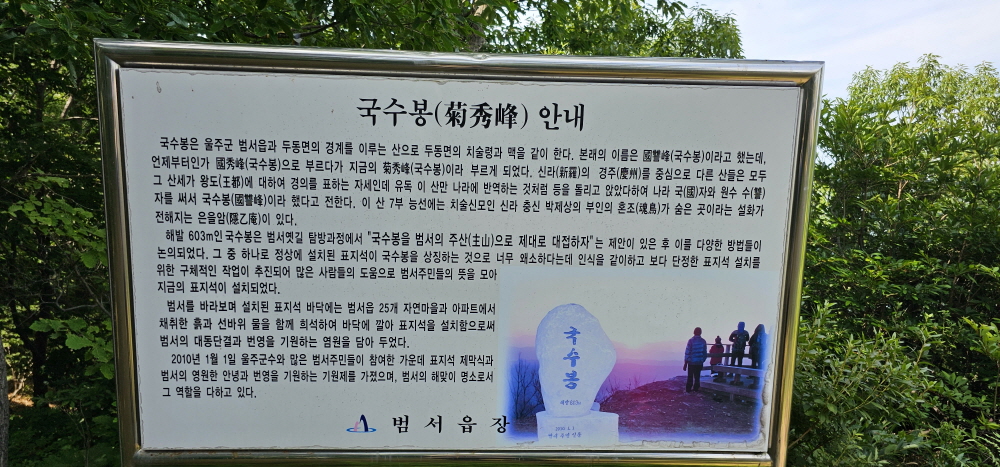 국수봉(菊秀峰) 안내
국수봉은 울주군 범서읍과 두동면의 경계를 이루는 산으로 두동면의 치술령과 맥을 같이 한다. 본래의 이름은 國讐峰(국수봉)이라고 했는데,
언제부터인가 國秀峰(국수봉)으로 부르다가 지금의 菊秀峰(국수봉)이라 부르게 되었다. 신라(新羅)의 경주(慶州)를 중심으로 다른 산들은 모두
그 산세가 왕도(王都)에 대하여 경의를 표하는 자세인데 유독 이 산만 나라에 반역하는 것처럼 등을 돌리고 앉았다하여 나라 국(國)자와 원수 수(讐)
자를 써서 국수봉(國讐峰)이라 했다고 전한다. 이 산 7부 능선에는 치술신모인 신라 충신 박제상의 부인의 혼조(魂鳥)가 숨은 곳이라는 설화가
전해지는 은을암(隱乙庵)이 있다.
해발 603m인 국수봉은 범서옛길 탐방과정에서 "국수봉을 범서의 주산(主山)으로 제대로 대접하자"는 제안이 있은 후 이를 다양한 방법들이
논의되었다. 그 중 하나로 정상에 설치된 표지석이 국수봉을 상징하는 것으로 너무 왜소하다는데 인식을 같이하고 보다 단정한 표지석 설치를
위한 구체적인 작업이 추진되어 많은 사람들의 도움으로 범서주민들의 뜻을 모아
지금의 표지석이 설치되었다.
범서를 바라보며 설치된 표지석 바닥에는 범서읍 25개 자연마을과 아파트에서
채취한 흙과 선바위 물을 함께 희석하여 바닥에 깔아 표지석을 설치함으로써
범서의 대동단결과 번영을 기원하는 염원을 담아 두었다.
2010년 1월 1일 울주군수와 많은 범서주민들이 참여한 가운데 표지석 제막식과
범서의 영원한 안녕과 번영을 기원하는 기원제를 가졌으며, 범서의 해맞이 명소로서
그 역할을 다하고 있다.
범서읍장
국수봉
해발603m
2010. 1. 1.